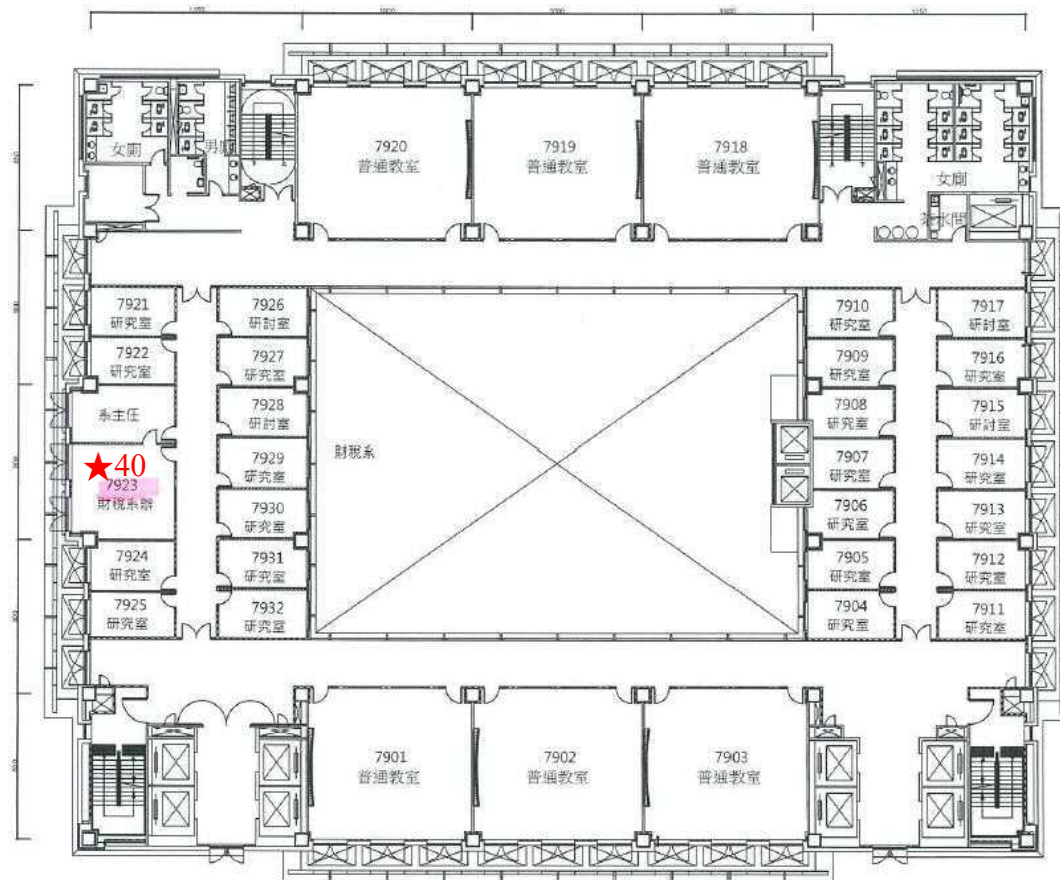 7920
普通教室
7919
普通教室
7918
普通教室
女廁
男廁
女廁
茶水間
7921
研究室
7926
研討室
7910
研究室
7917
研討室
7922
研究室
7927
研究室
7909
研究室
7916
研究室
系主任
7928
研討室
7908
研究室
7915
研討室
★40
7923
財稅系辦
7929
研究室
財稅系
7907
研究室
7914
研究室
7930
研究室
7906
研究室
7913
研究室
7924
研究室
7931
研究室
7905
研究室
7912
研究室
7925
研究室
7932
研究室
7904
研究室
7911
研究室
7901
普通教室
7902
普通教室
7903
普通教室